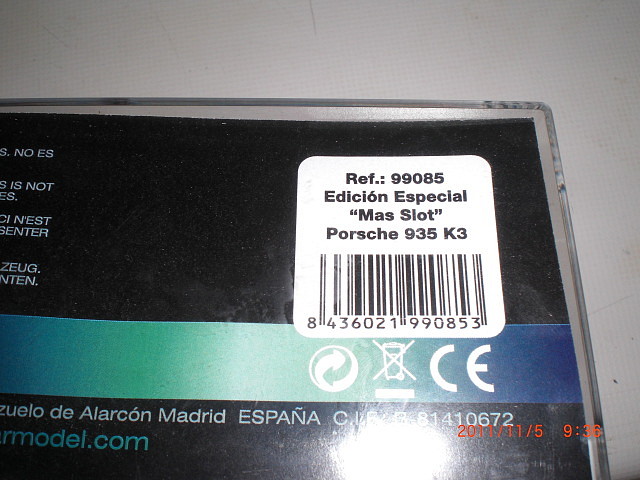 S. NO ES
S IS NOT
ES.
CI N'EST
SENTER
ZEUG.
NTEN.
Ref.: 99085
Edición Especial
“Mas Slot”
Porsche 935 K3
8 436021 990853
CE
zuelo de Alarcón Madrid ESPAÑA C.I.F. B-81410672
armodel.com
2011/11/5 9:36